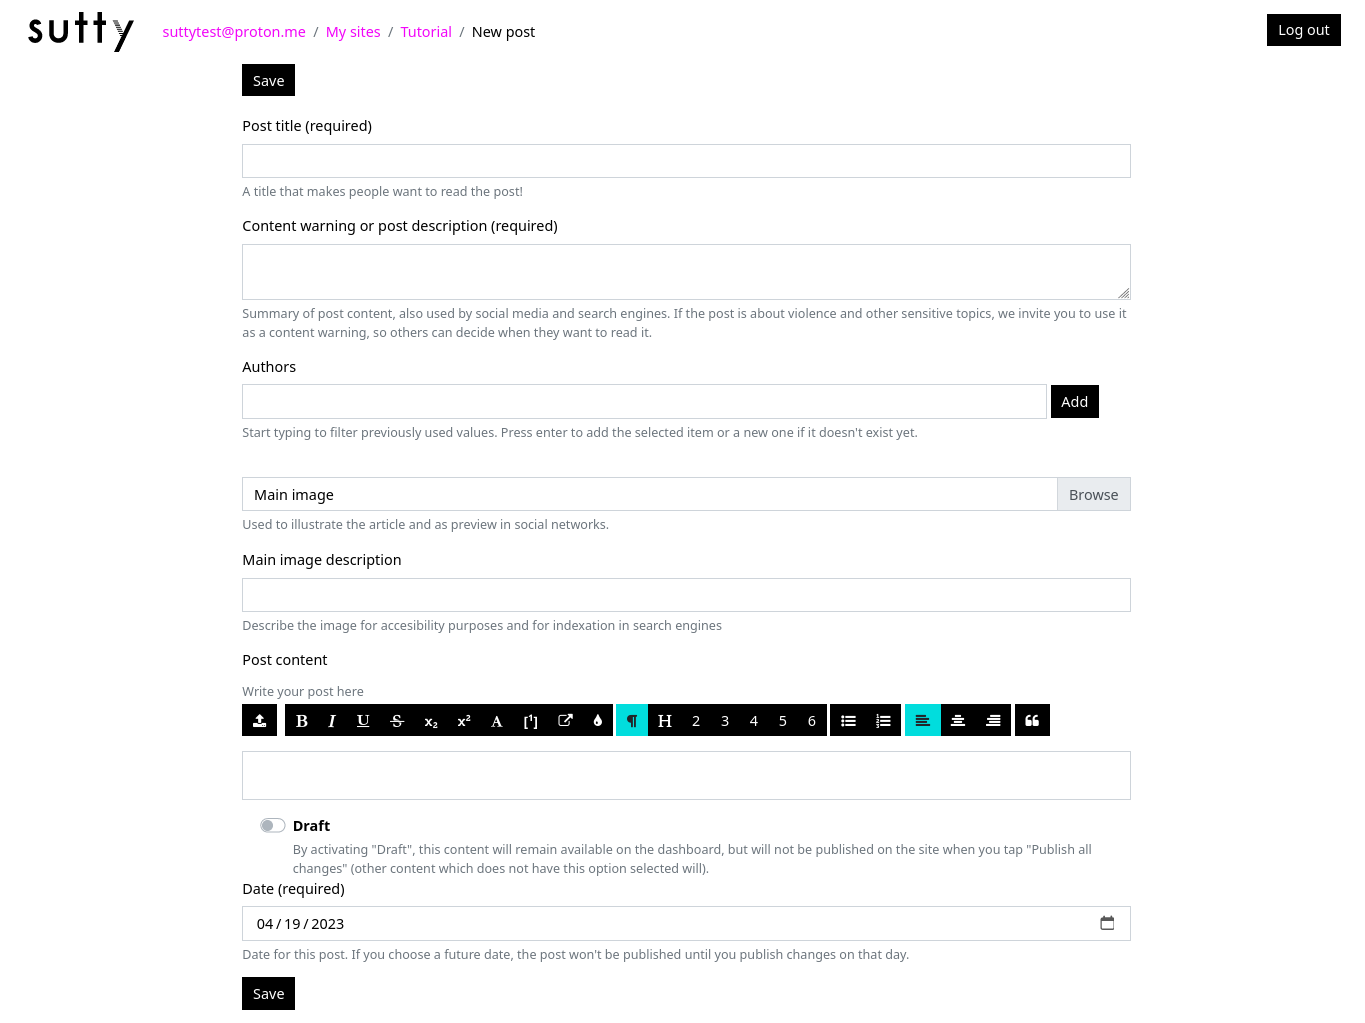 sutty suttytest@proton.me / My sites / Tutorial / New post Log out
Save
Post title (required)
A title that makes people want to read the post!
Content warning or post description (required)
Summary of post content, also used by social media and search engines. If the post is about violence and other sensitive topics, we invite you to use it
as a content warning, so others can decide when they want to read it.
Authors
Add
Start typing to filter previously used values. Press enter to add the selected item or a new one if it doesn't exist yet.
Main image Browse
Used to illustrate the article and as preview in social networks.
Main image description
Describe the image for accesibility purposes and for indexation in search engines
Post content
Write your post here
B I U S x₂ x² A [¹] ¶ H 2 3 4 5 6
Draft
By activating "Draft", this content will remain available on the dashboard, but will not be published on the site when you tap "Publish all
changes" (other content which does not have this option selected will).
Date (required)
04/19/2023
Date for this post. If you choose a future date, the post won't be published until you publish changes on that day.
Save